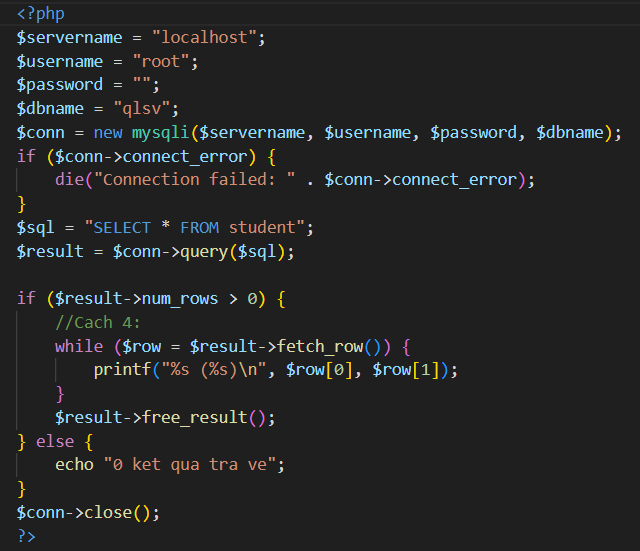 <?php
$servername = "localhost";
$username = "root";
$password = "";
$dbname = "qlsv";
$conn = new mysqli($servername, $username, $password, $dbname);
if ($conn->connect_error) {
    die("Connection failed: " . $conn->connect_error);
}
$sql = "SELECT * FROM student";
$result = $conn->query($sql);

if ($result->num_rows > 0) {
    //Cach 4:
    while ($row = $result->fetch_row()) {
        printf("%s (%s)\n", $row[0], $row[1]);
    }
    $result->free_result();
} else {
    echo "0 ket qua tra ve";
}
$conn->close();
?>